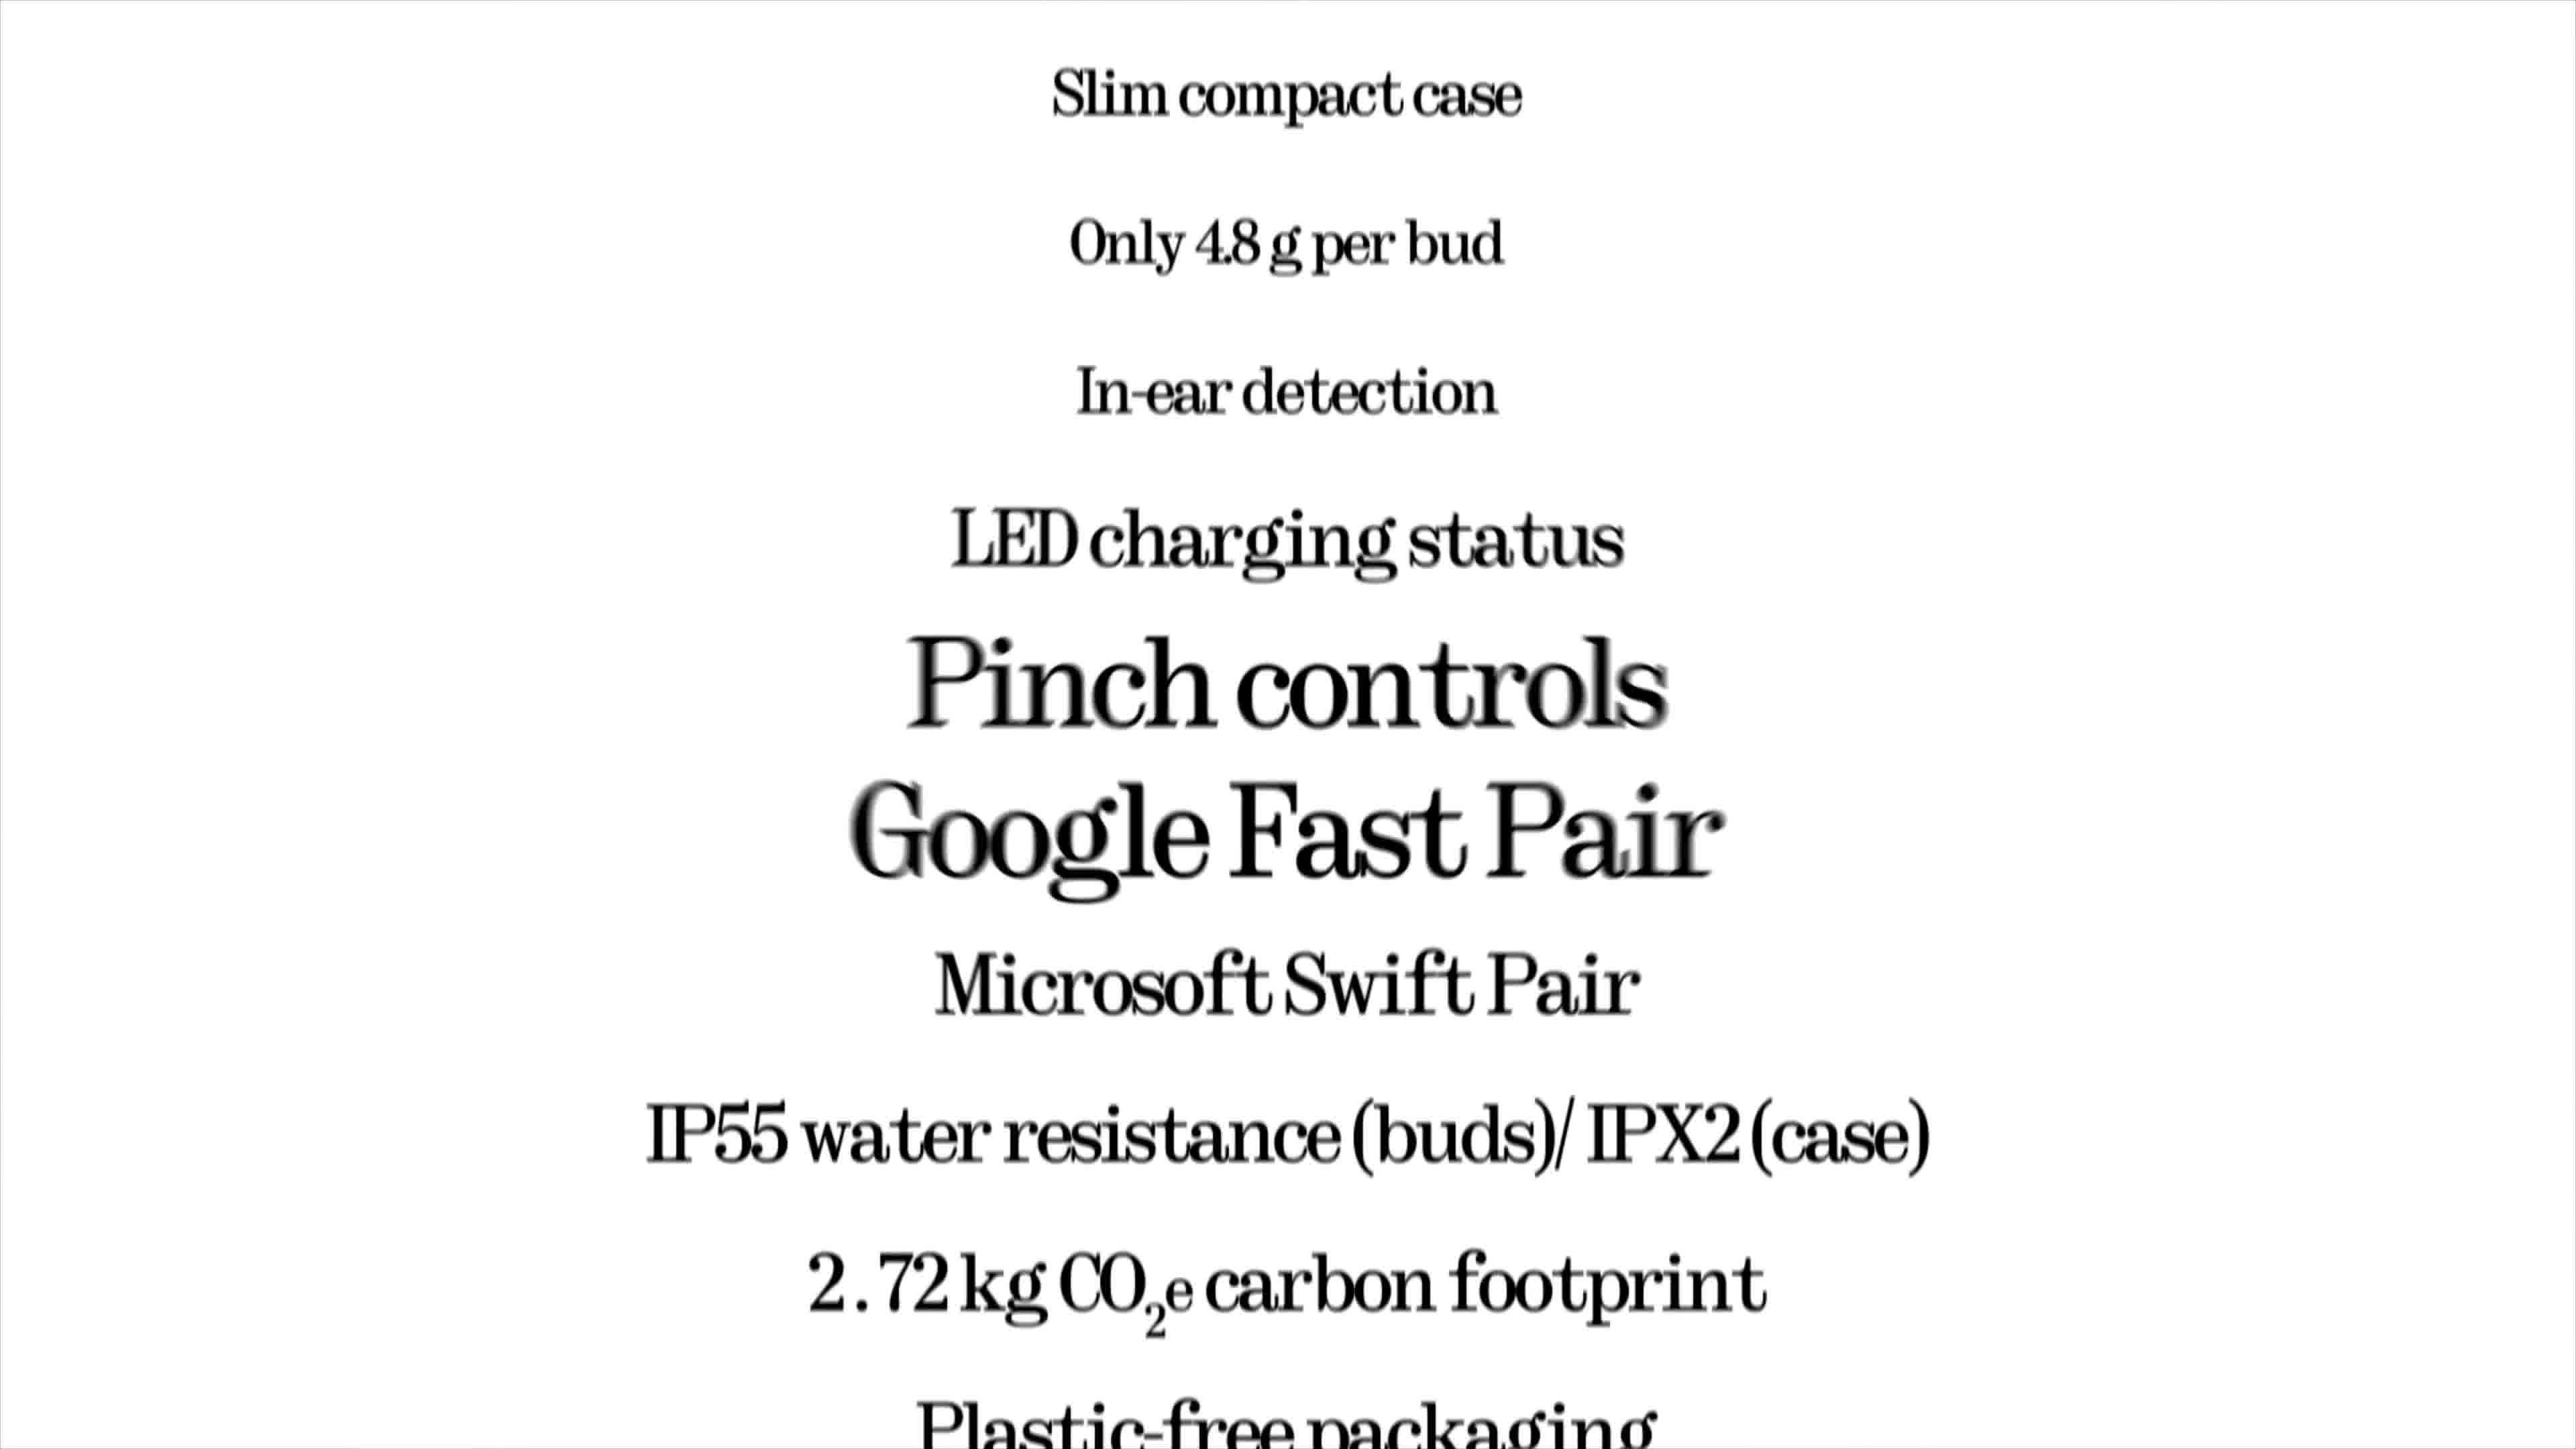 Slim compact case
Only 4.8 g per bud
In-ear detection
LED charging status
Pinch controls
Google Fast Pair
Microsoft Swift Pair
IP55 water resistance (buds)/ IPX2 (case)
2.72 kg CO₂e carbon footprint
Plastic-free packaging